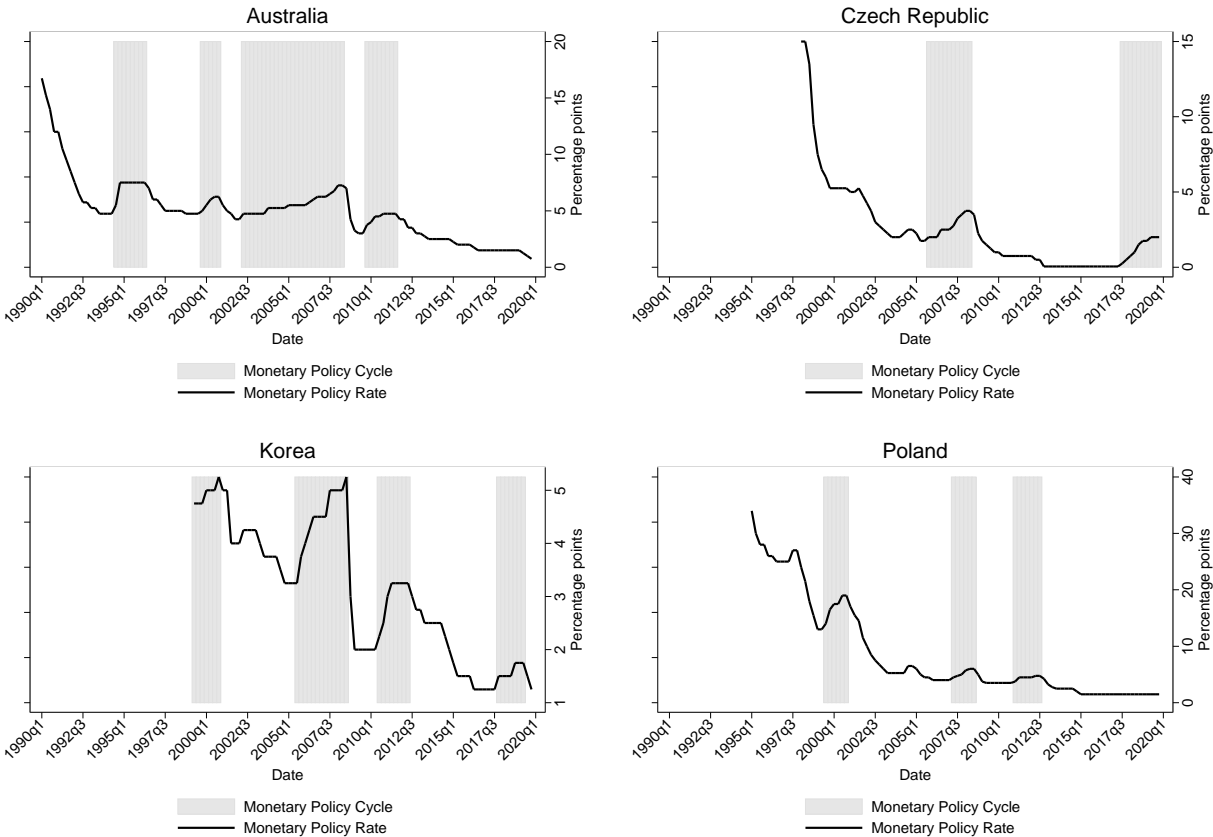 Australia
20
15
10
5
0
Percentage points
1990q1
1992q3
1995q1
1997q3
2000q1
2002q3
2005q1
2007q3
2010q1
2012q3
2015q1
2017q3
2020q1
Date
Monetary Policy Cycle
Monetary Policy Rate
Czech Republic
15
10
5
0
Percentage points
1990q1
1992q3
1995q1
1997q3
2000q1
2002q3
2005q1
2007q3
2010q1
2012q3
2015q1
2017q3
2020q1
Date
Monetary Policy Cycle
Monetary Policy Rate
Korea
5
4
3
2
1
Percentage points
1990q1
1992q3
1995q1
1997q3
2000q1
2002q3
2005q1
2007q3
2010q1
2012q3
2015q1
2017q3
2020q1
Date
Monetary Policy Cycle
Monetary Policy Rate
Poland
40
30
20
10
0
Percentage points
1990q1
1992q3
1995q1
1997q3
2000q1
2002q3
2005q1
2007q3
2010q1
2012q3
2015q1
2017q3
2020q1
Date
Monetary Policy Cycle
Monetary Policy Rate